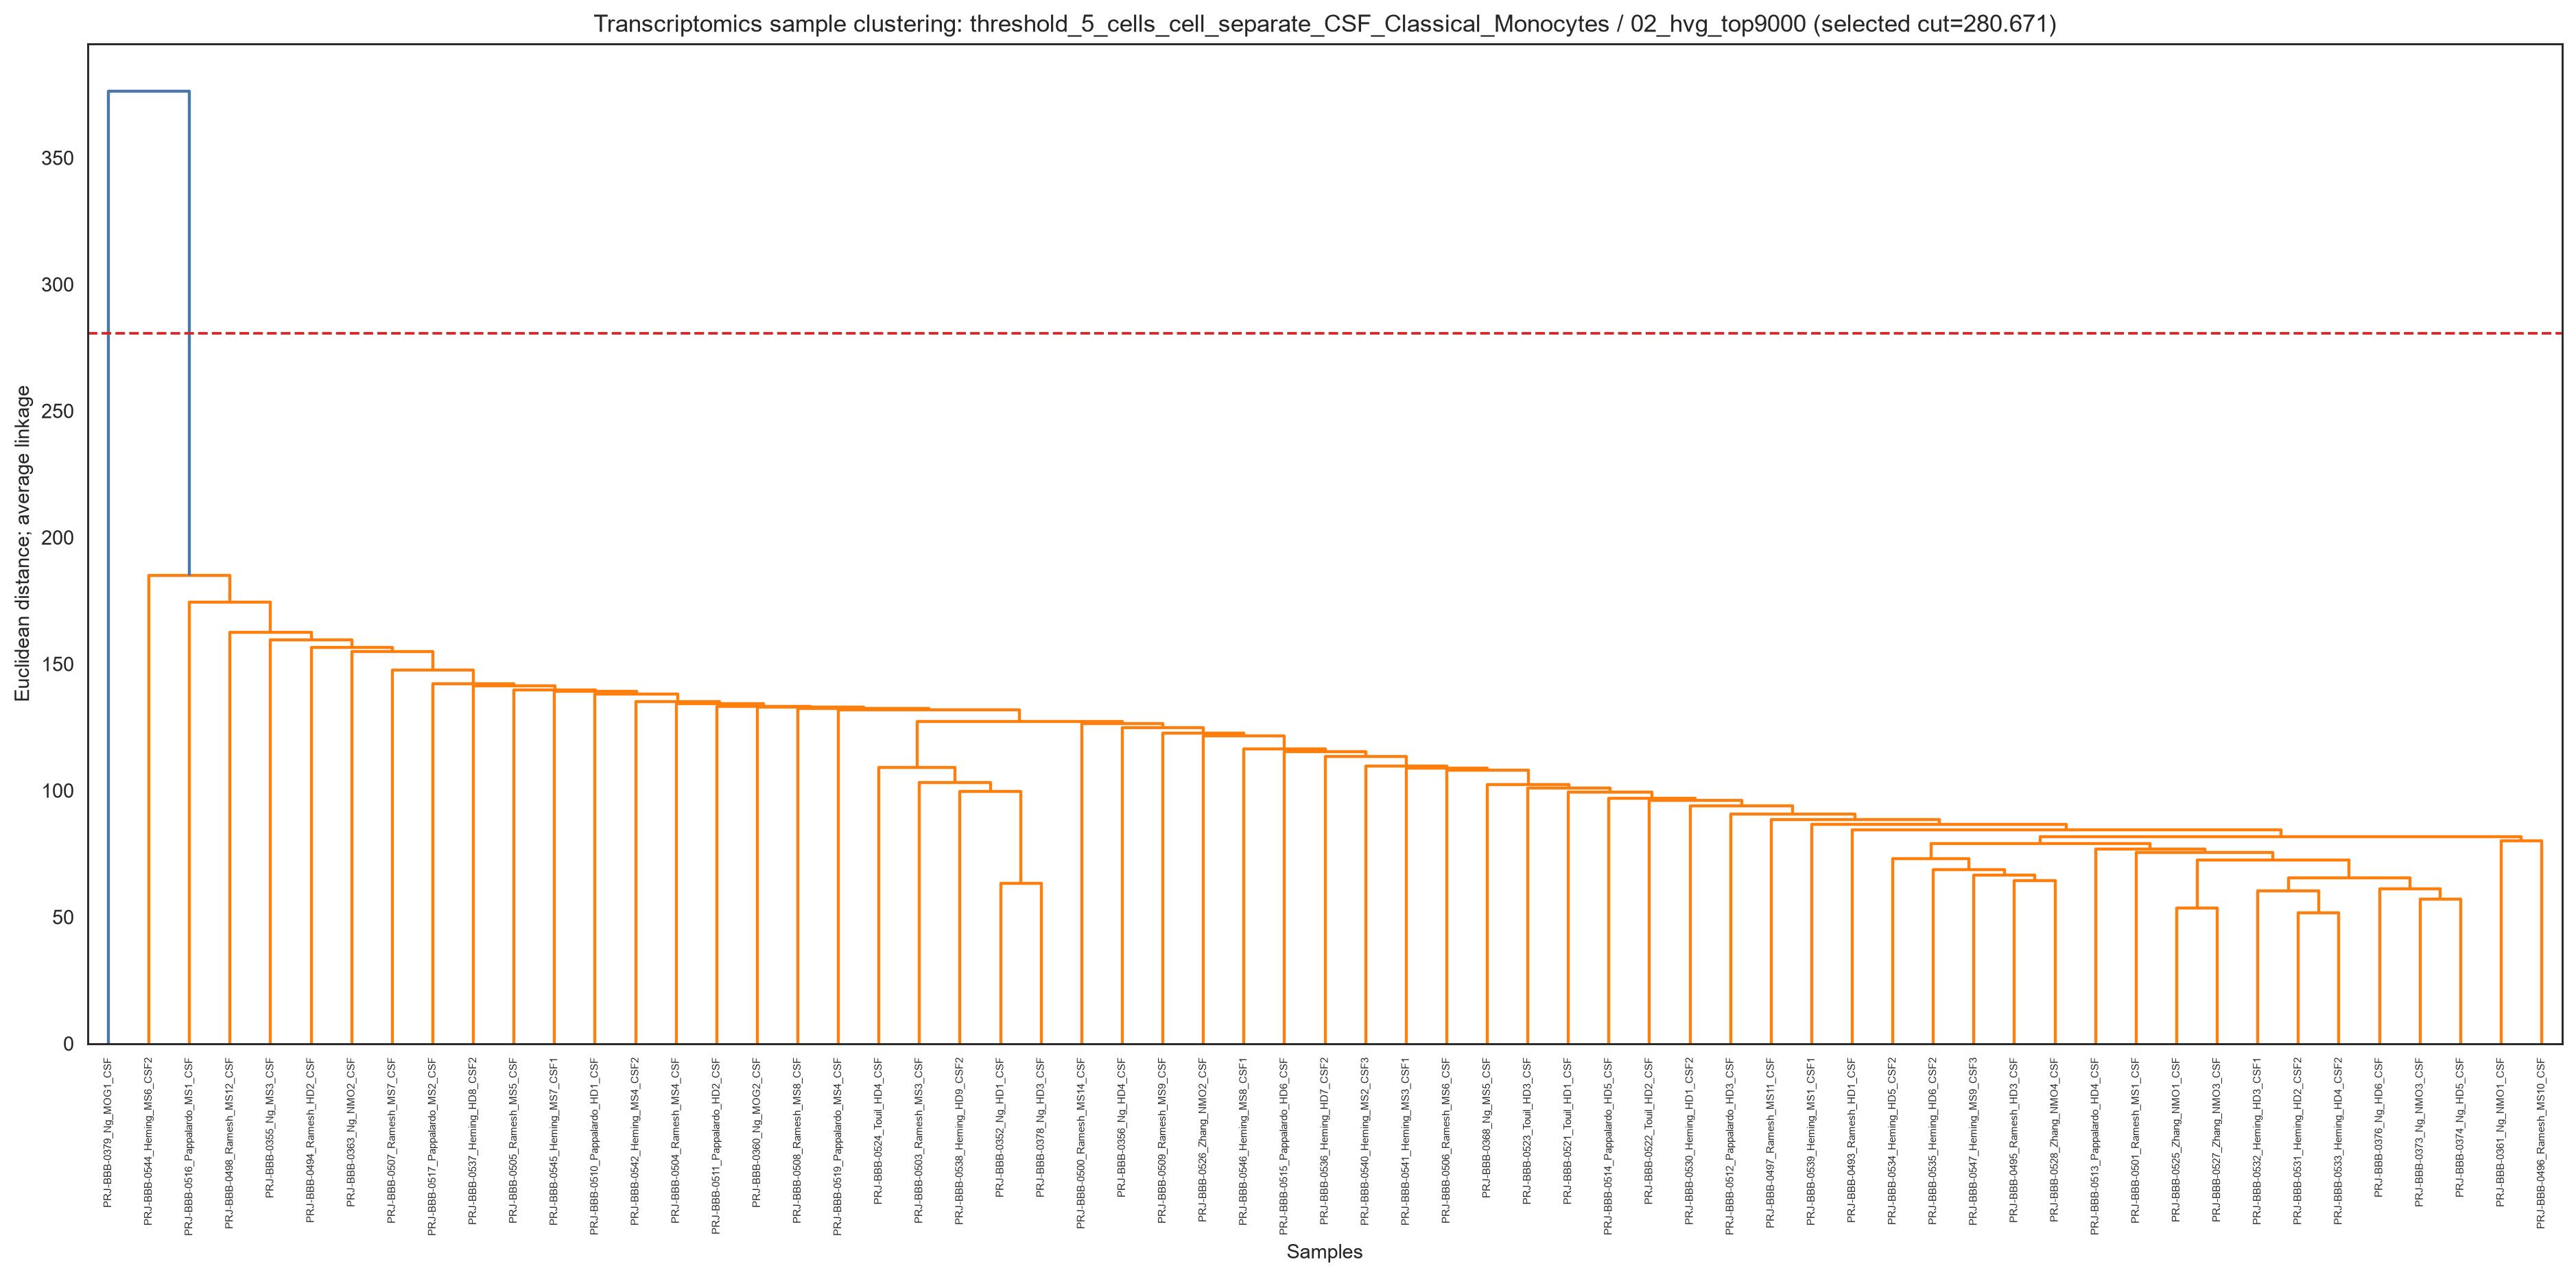 Transcriptomics sample clustering: threshold_5_cells_cell_separate_CSF_Classical_Monocytes / 02_hvg_top9000 (selected cut=280.671)
Euclidean distance; average linkage
350
300
250
200
150
100
50
0
PRJ-BBB-0379_Ng_MOG1_CSF
PRJ-BBB-0544_Heming_MS6_CSF2
PRJ-BBB-0516_Pappalardo_MS1_CSF
PRJ-BBB-0498_Ramesh_MS12_CSF
PRJ-BBB-0355_Ng_MS3_CSF
PRJ-BBB-0494_Ramesh_HD2_CSF
PRJ-BBB-0363_Ng_NMO2_CSF
PRJ-BBB-0507_Ramesh_MS7_CSF
PRJ-BBB-0517_Pappalardo_MS2_CSF
PRJ-BBB-0537_Heming_HD8_CSF2
PRJ-BBB-0505_Ramesh_MS5_CSF
PRJ-BBB-0545_Heming_MS7_CSF1
PRJ-BBB-0510_Pappalardo_HD1_CSF
PRJ-BBB-0542_Heming_MS4_CSF2
PRJ-BBB-0504_Ramesh_MS4_CSF
PRJ-BBB-0511_Pappalardo_HD2_CSF
PRJ-BBB-0360_Ng_MOG2_CSF
PRJ-BBB-0508_Ramesh_MS8_CSF
PRJ-BBB-0519_Pappalardo_MS4_CSF
PRJ-BBB-0524_Touil_HD4_CSF
PRJ-BBB-0503_Ramesh_MS3_CSF
PRJ-BBB-0538_Heming_HD9_CSF2
PRJ-BBB-0352_Ng_HD1_CSF
PRJ-BBB-0378_Ng_HD3_CSF
PRJ-BBB-0500_Ramesh_MS14_CSF
PRJ-BBB-0356_Ng_HD4_CSF
PRJ-BBB-0509_Ramesh_MS9_CSF
PRJ-BBB-0526_Zhang_NMO2_CSF
PRJ-BBB-0546_Heming_MS8_CSF1
PRJ-BBB-0515_Pappalardo_HD6_CSF
PRJ-BBB-0536_Heming_HD7_CSF2
PRJ-BBB-0540_Heming_MS2_CSF3
PRJ-BBB-0541_Heming_MS3_CSF1
PRJ-BBB-0506_Ramesh_MS6_CSF
PRJ-BBB-0368_Ng_MS5_CSF
PRJ-BBB-0523_Touil_HD3_CSF
PRJ-BBB-0521_Touil_HD1_CSF
PRJ-BBB-0514_Pappalardo_HD5_CSF
PRJ-BBB-0522_Touil_HD2_CSF
PRJ-BBB-0530_Heming_HD1_CSF2
PRJ-BBB-0512_Pappalardo_HD3_CSF
PRJ-BBB-0497_Ramesh_MS11_CSF
PRJ-BBB-0539_Heming_MS1_CSF1
PRJ-BBB-0493_Ramesh_HD1_CSF
PRJ-BBB-0534_Heming_HD5_CSF2
PRJ-BBB-0535_Heming_HD6_CSF2
PRJ-BBB-0547_Heming_MS9_CSF3
PRJ-BBB-0495_Ramesh_HD3_CSF
PRJ-BBB-0528_Zhang_NMO4_CSF
PRJ-BBB-0513_Pappalardo_HD4_CSF
PRJ-BBB-0501_Ramesh_MS1_CSF
PRJ-BBB-0525_Zhang_NMO1_CSF
PRJ-BBB-0527_Zhang_NMO3_CSF
PRJ-BBB-0532_Heming_HD3_CSF1
PRJ-BBB-0531_Heming_HD2_CSF2
PRJ-BBB-0533_Heming_HD4_CSF2
PRJ-BBB-0376_Ng_HD6_CSF
PRJ-BBB-0373_Ng_NMO3_CSF
PRJ-BBB-0374_Ng_HD5_CSF
PRJ-BBB-0361_Ng_NMO1_CSF
PRJ-BBB-0496_Ramesh_MS10_CSF
Samples